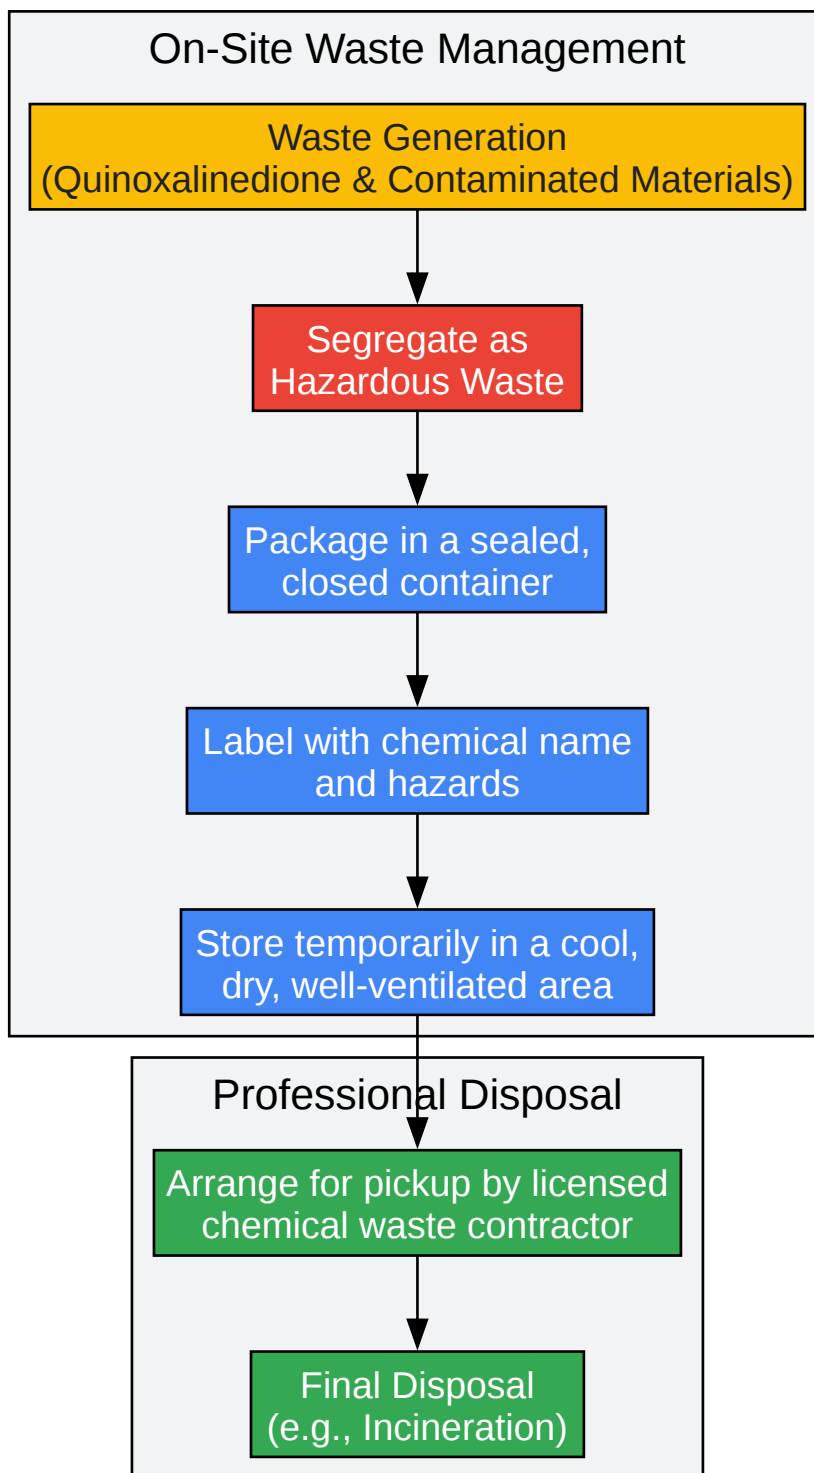 On-Site Waste Management
Waste Generation
(Quinoxalinedione & Contaminated Materials)
Segregate as
Hazardous Waste
Package in a sealed,
closed container
Label with chemical name
and hazards
Store temporarily in a cool,
dry, well-ventilated area
Professional Disposal
Arrange for pickup by licensed
chemical waste contractor
Final Disposal
(e.g., Incineration)